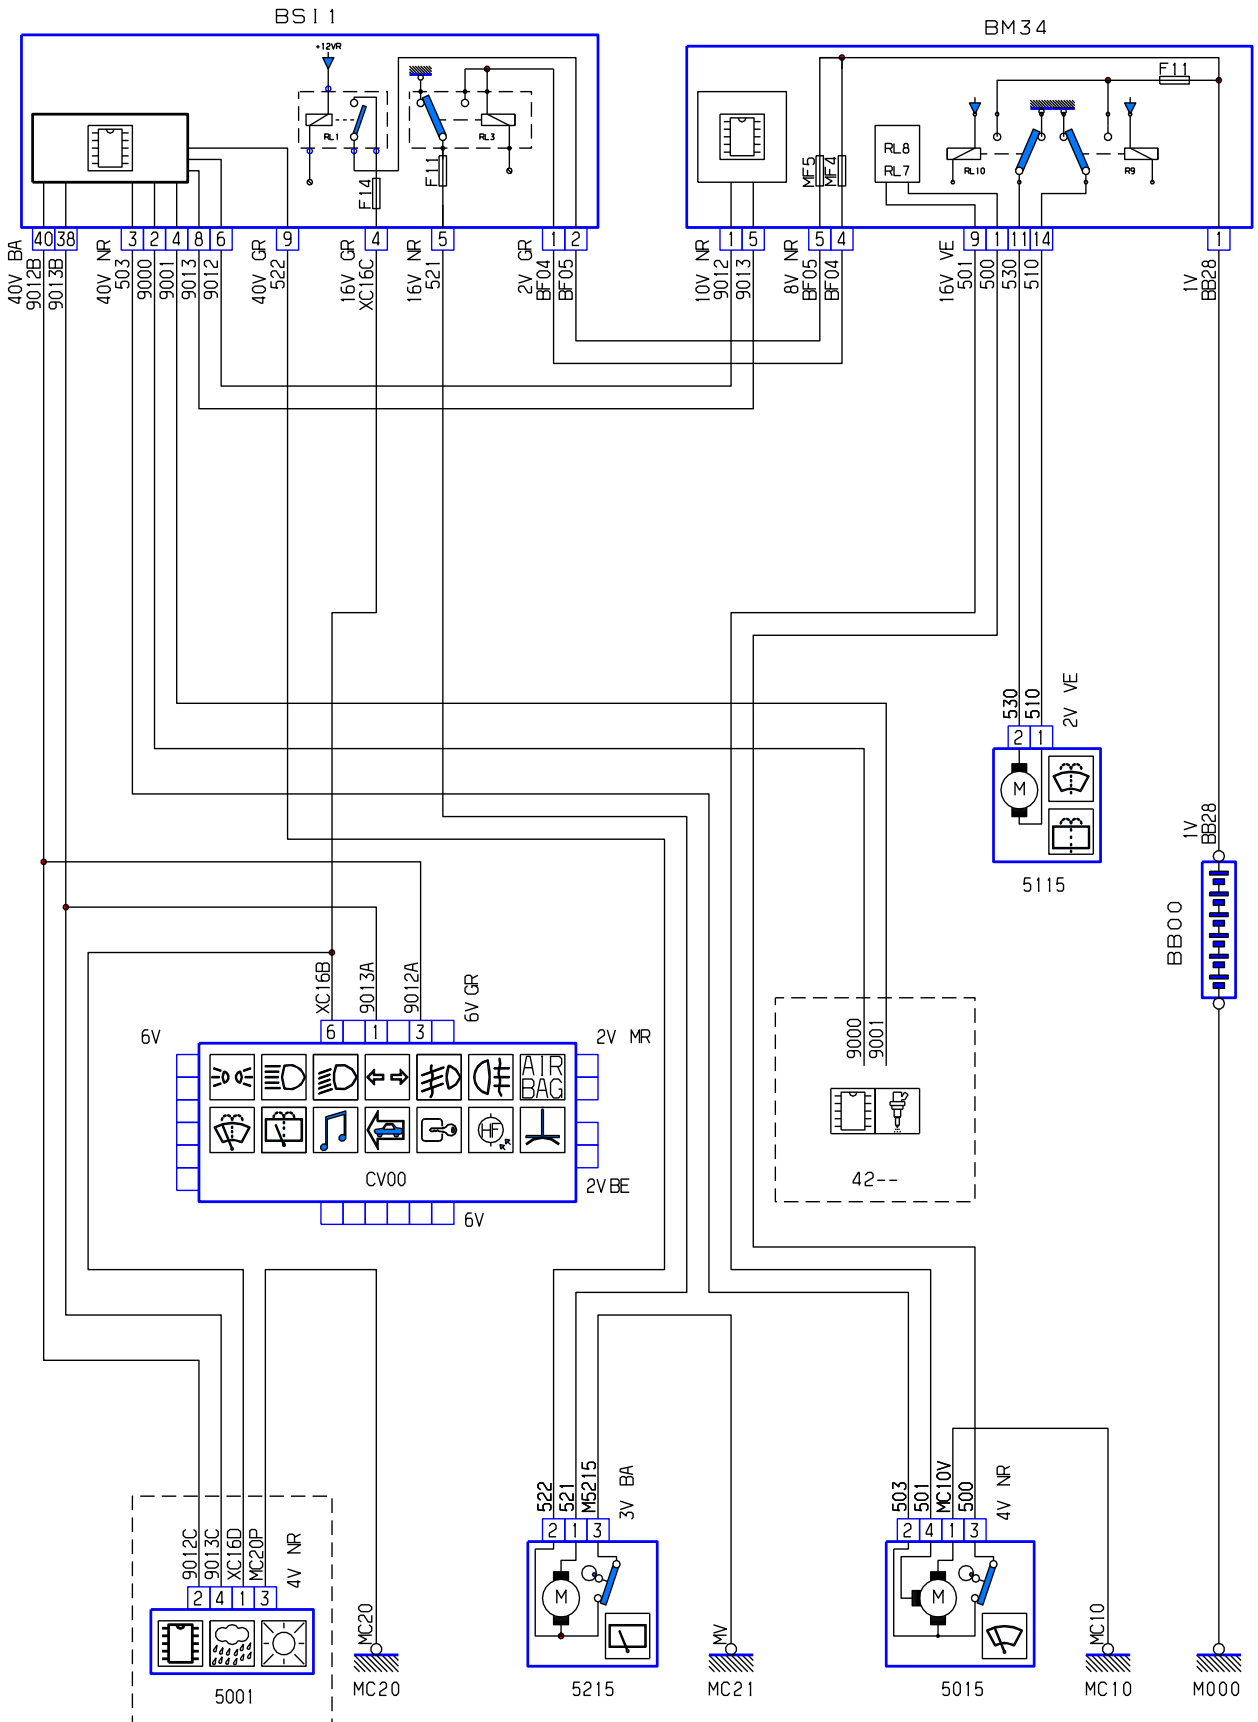 BSI1
BM34
+12VR
F11
RL1
RL3
F14
F11
MF5
MF4
RL8
RL7
RL10
R9
40 38 3 2 4 8 6 9 4 5 1 2
1 5 5 4 9 1 11 14 1
40V BA
9012B
9013B
40V NR
503
9000
9001
9013
9012
40V GR
522
16V GR
XC16C
16V NR
521
2V GR
BF04
BF05
10V NR
9012
9013
8V NR
BF05
BF04
16V VE
501
500
530
510
1V
BB28
530
510
2V VE
2 1
M
5115
1V
BB28
BB00
XC16B
9013A
9012A
6V GR
6V
6 1 3
2V MR
AIR
BAG
HF
CV00
2V BE
6V
9000
9001
42--
9012C
9013C
XC16D
MC20P
4V NR
2 4 1 3
5001
MC20
MC20
522
521
M5215
3V BA
2 1 3
M
5215
MV
MC21
503
501
MC10V
500
4V NR
2 4 1 3
M
5015
MC10
MC10
M000